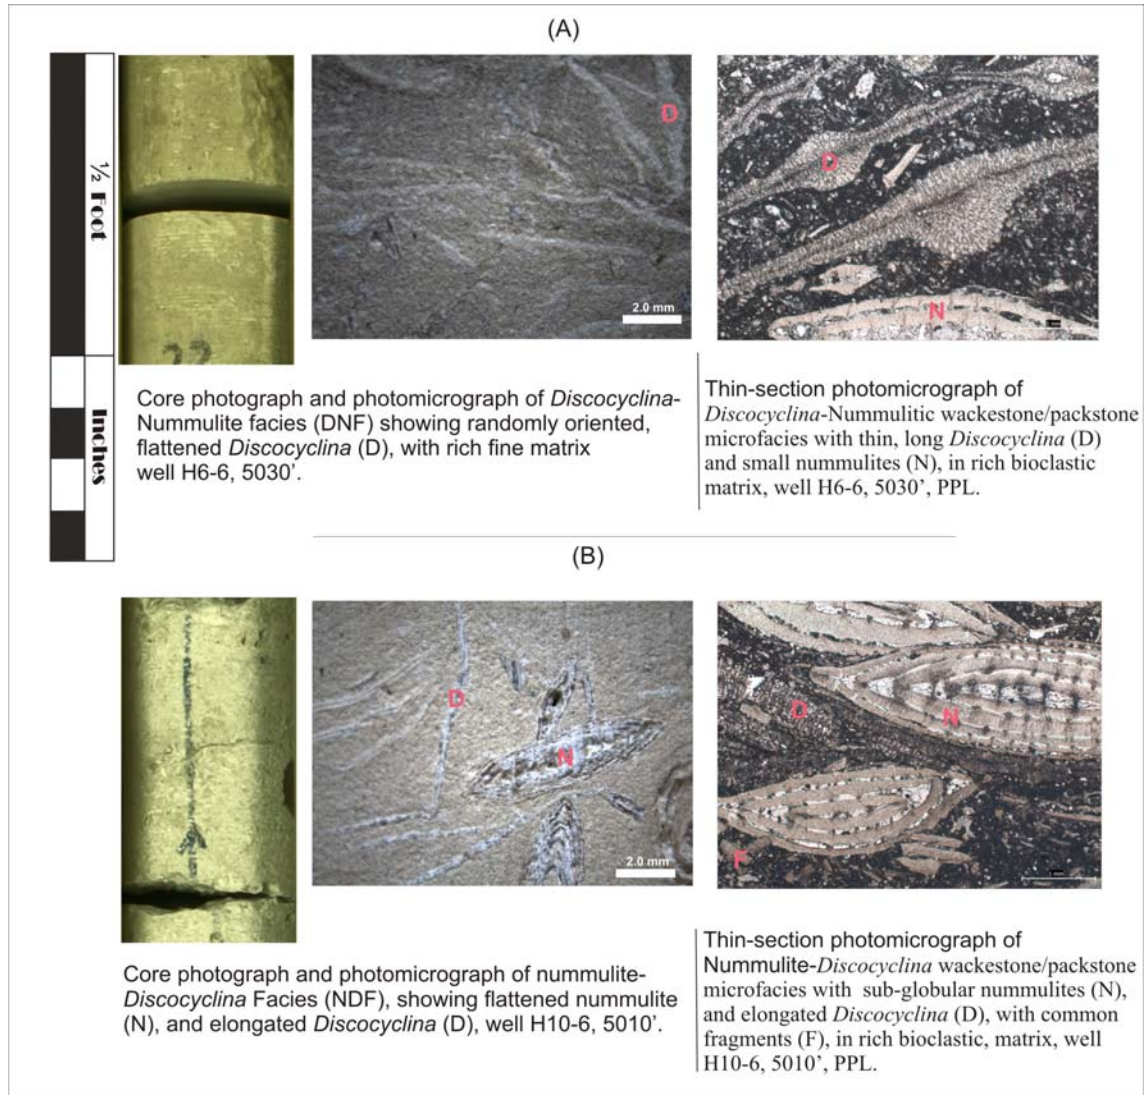 (A)
½ Foot
Inches
D
2.0 mm
D
N
1 mm
22
Core photograph and photomicrograph of Discocyclina-
Nummulite facies (DNF) showing randomly oriented,
flattened Discocyclina (D), with rich fine matrix
well H6-6, 5030’.
Thin-section photomicrograph of
Discocyclina-Nummulitic wackestone/packstone
microfacies with thin, long Discocyclina (D)
and small nummulites (N), in rich bioclastic
matrix, well H6-6, 5030’, PPL.
(B)
D
N
2.0 mm
D
N
F
1 mm
Core photograph and photomicrograph of nummulite-
Discocyclina Facies (NDF), showing flattened nummulite
(N), and elongated Discocyclina (D), well H10-6, 5010’.
Thin-section photomicrograph of
Nummulite-Discocyclina wackestone/packstone
microfacies with sub-globular nummulites (N),
and elongated Discocyclina (D), with common
fragments (F), in rich bioclastic, matrix, well
H10-6, 5010’, PPL.